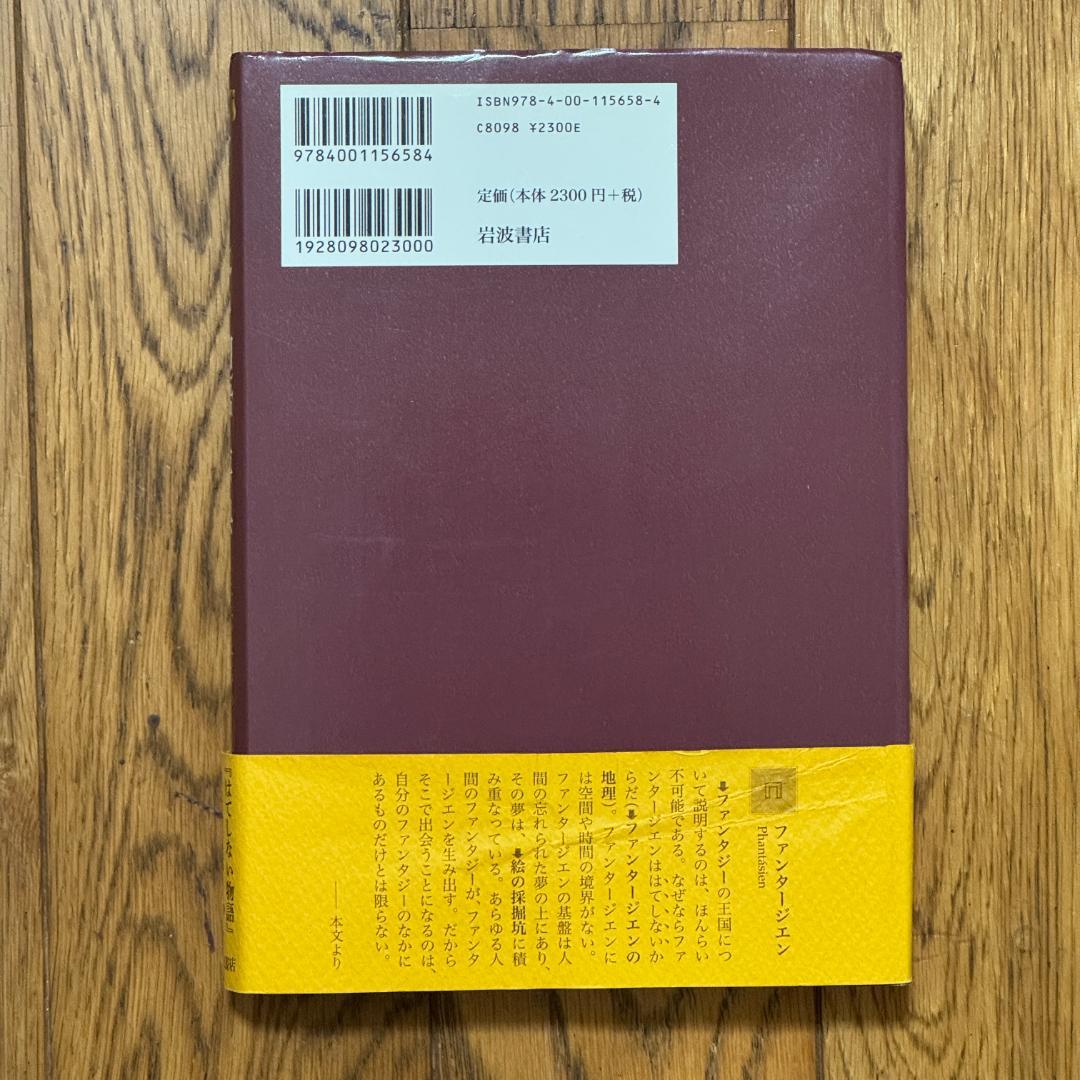 ISBN978-4-00-115658-4
C8098 ¥2300E
9784001156584
定価(本体2300円+税)
1928098023000
岩波書店
ファンタージエン
Phantásien
➡ファンタジーの王国につ
いて説明するのは、ほんらい
不可能である。なぜならファ
ンタージエンははてしないか
らだ(➡ファンタージエンの
地理)。ファンタージエンに
は空間や時間の境界がない。
ファンタージエンの基盤は人
間の忘れられた夢の上にあり、
その夢は、➡絵の採掘坑に積
み重なっている。あらゆる人
間のファンタジーが、ファンタ
ージエンを生み出す。だから
そこで出会うことになるのは、
自分のファンタジーのなかに
あるものだけとは限らない。
──本文より
『はてしない物語』